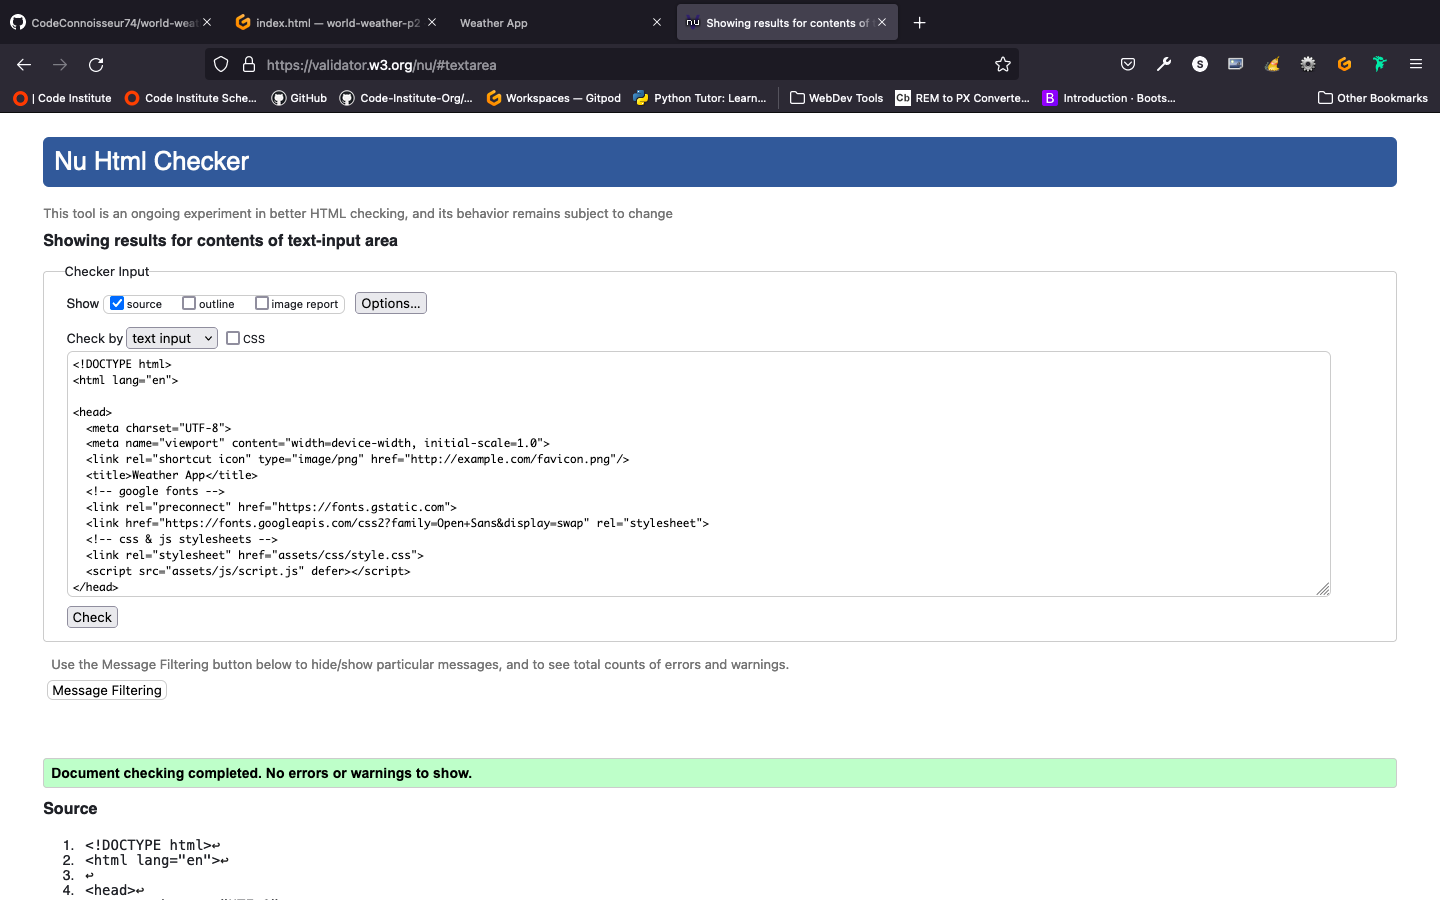 CodeConnoisseur74/world-weat
index.html — world-weather-p2
Weather App
Showing results for contents of t
https://validator.w3.org/nu/#textarea
| Code Institute
Code Institute Sche...
GitHub
Code-Institute-Org/...
Workspaces — Gitpod
Python Tutor: Learn...
WebDev Tools
Cb REM to PX Converte...
B Introduction · Boots...
Other Bookmarks
Nu Html Checker
This tool is an ongoing experiment in better HTML checking, and its behavior remains subject to change
Showing results for contents of text-input area
Checker Input
Show source outline image report Options...
Check by text input CSS
<!DOCTYPE html>
<html lang="en">
<head>
<meta charset="UTF-8">
<meta name="viewport" content="width=device-width, initial-scale=1.0">
<link rel="shortcut icon" type="image/png" href="http://example.com/favicon.png"/>
<title>Weather App</title>
<!-- google fonts -->
<link rel="preconnect" href="https://fonts.gstatic.com">
<link href="https://fonts.googleapis.com/css2?family=Open+Sans&display=swap" rel="stylesheet">
<!-- css & js stylesheets -->
<link rel="stylesheet" href="assets/css/style.css">
<script src="assets/js/script.js" defer></script>
</head>
Check
Use the Message Filtering button below to hide/show particular messages, and to see total counts of errors and warnings.
Message Filtering
Document checking completed. No errors or warnings to show.
Source
1. <!DOCTYPE html>↩
2. <html lang="en">↩
3. ↩
4. <head>↩